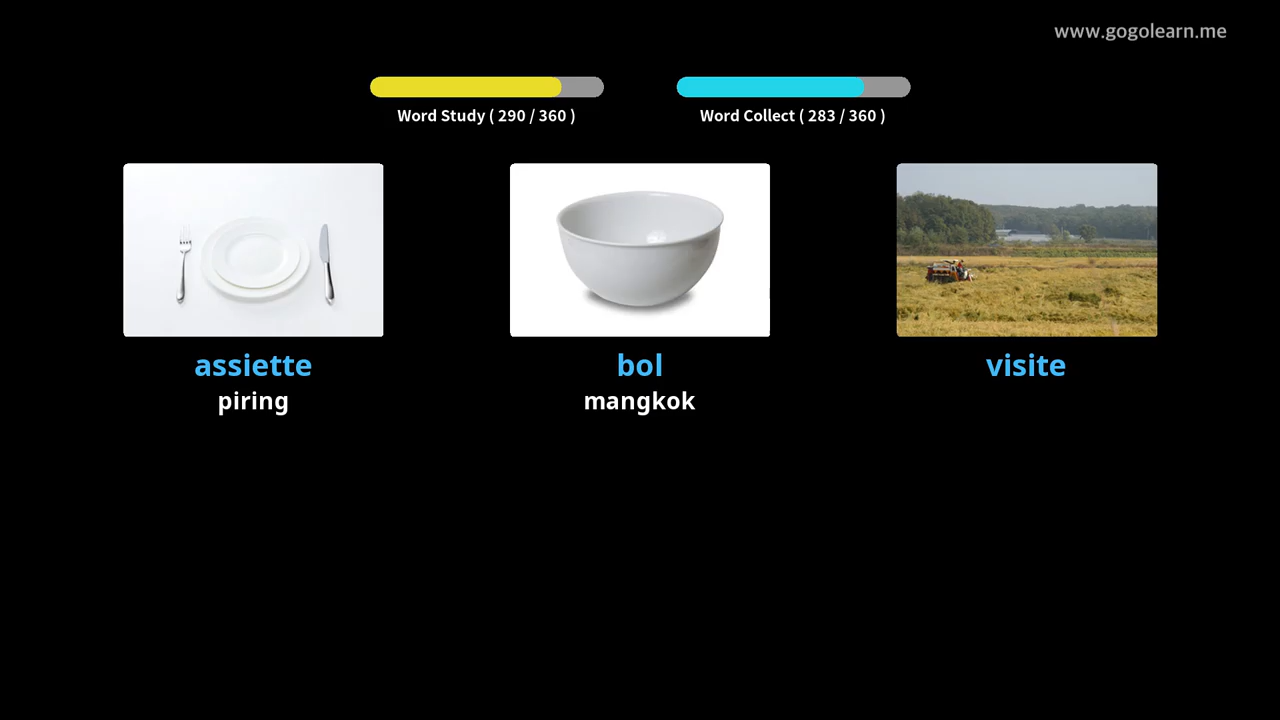 www.gogolearn.me
Word Study ( 290 / 360 )
Word Collect ( 283 / 360 )
assiette
piring
bol
mangkok
visite